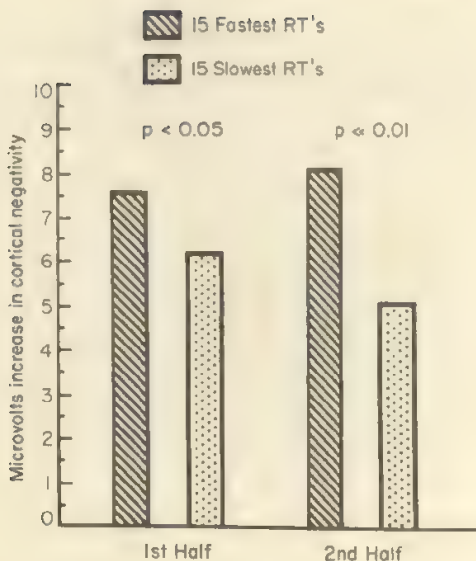 15 Fastest RT's
15 Slowest RT's
10
9
8
7
6
5
4
3
2
1
0
Microvolts increase in cortical negativity
p < 0.05
p ≪ 0.01
1st Half
2nd Half